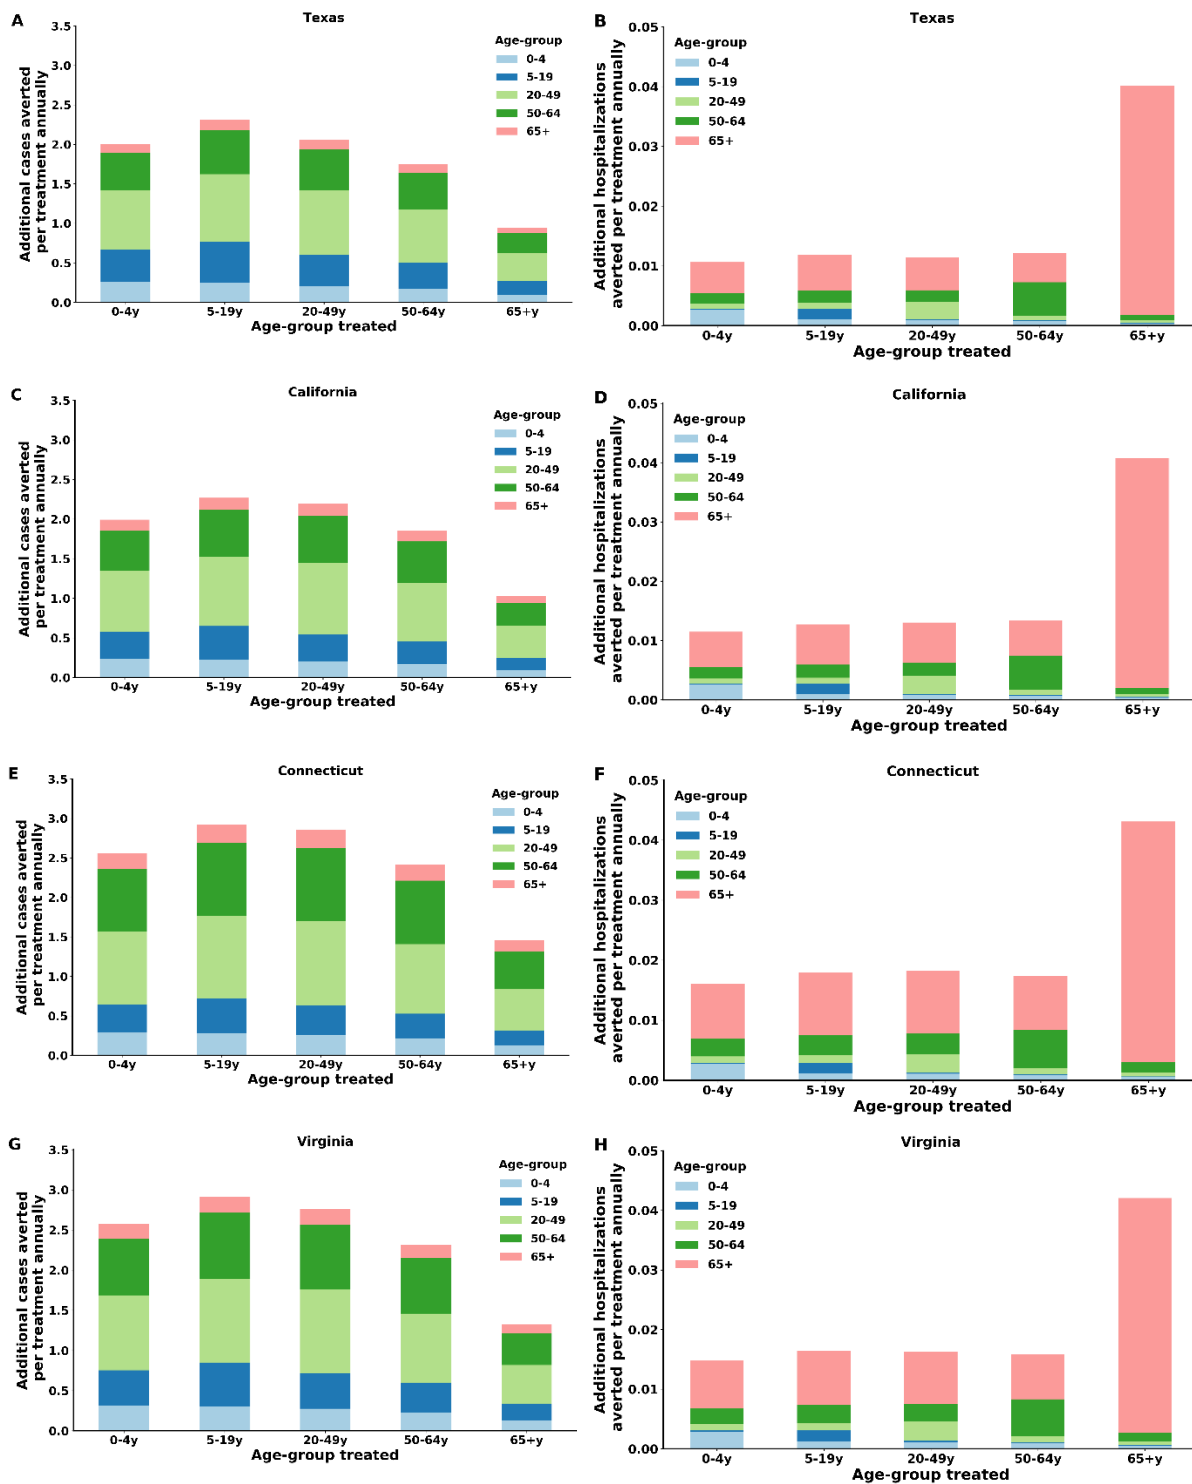 A
Texas
Additional cases averted
per treatment annually
3.5
3.0
2.5
2.0
1.5
1.0
0.5
0.0
Age-group
0-4
5-19
20-49
50-64
65+
0-4y 5-19y 20-49y 50-64y 65+y
Age-group treated
B
Texas
Additional hospitalizations
averted per treatment annually
0.05
0.04
0.03
0.02
0.01
0.00
Age-group
0-4
5-19
20-49
50-64
65+
0-4y 5-19y 20-49y 50-64y 65+y
Age-group treated
C
California
Additional cases averted
per treatment annually
3.5
3.0
2.5
2.0
1.5
1.0
0.5
0.0
Age-group
0-4
5-19
20-49
50-64
65+
0-4y 5-19y 20-49y 50-64y 65+y
Age-group treated
D
California
Additional hospitalizations
averted per treatment annually
0.05
0.04
0.03
0.02
0.01
0.00
Age-group
0-4
5-19
20-49
50-64
65+
0-4y 5-19y 20-49y 50-64y 65+y
Age-group treated
E
Connecticut
Additional cases averted
per treatment annually
3.5
3.0
2.5
2.0
1.5
1.0
0.5
0.0
Age-group
0-4
5-19
20-49
50-64
65+
0-4y 5-19y 20-49y 50-64y 65+y
Age-group treated
F
Connecticut
Additional hospitalizations
averted per treatment annually
0.05
0.04
0.03
0.02
0.01
0.00
Age-group
0-4
5-19
20-49
50-64
65+
0-4y 5-19y 20-49y 50-64y 65+y
Age-group treated
G
Virginia
Additional cases averted
per treatment annually
3.5
3.0
2.5
2.0
1.5
1.0
0.5
0.0
Age-group
0-4
5-19
20-49
50-64
65+
0-4y 5-19y 20-49y 50-64y 65+y
Age-group treated
H
Virginia
Additional hospitalizations
averted per treatment annually
0.05
0.04
0.03
0.02
0.01
0.00
Age-group
0-4
5-19
20-49
50-64
65+
0-4y 5-19y 20-49y 50-64y 65+y
Age-group treated